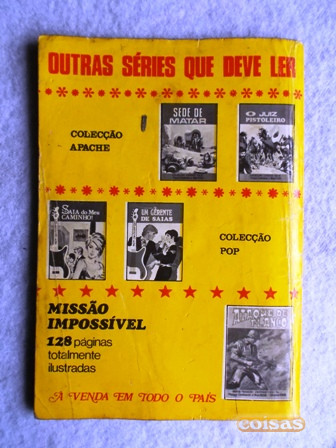 OUTRAS SÉRIES QUE DEVE LER
COLECÇÃO
APACHE
SEDE DE
MATAR
O JUIZ
PISTOLEIRO
SAIA do Meu
CAMINHO!
UM GERENTE
DE SAIAS
COLECÇÃO
POP
MISSÃO
IMPOSSÍVEL
128 páginas
totalmente
ilustradas
À VENDA EM TODO O PAÍS
coisas